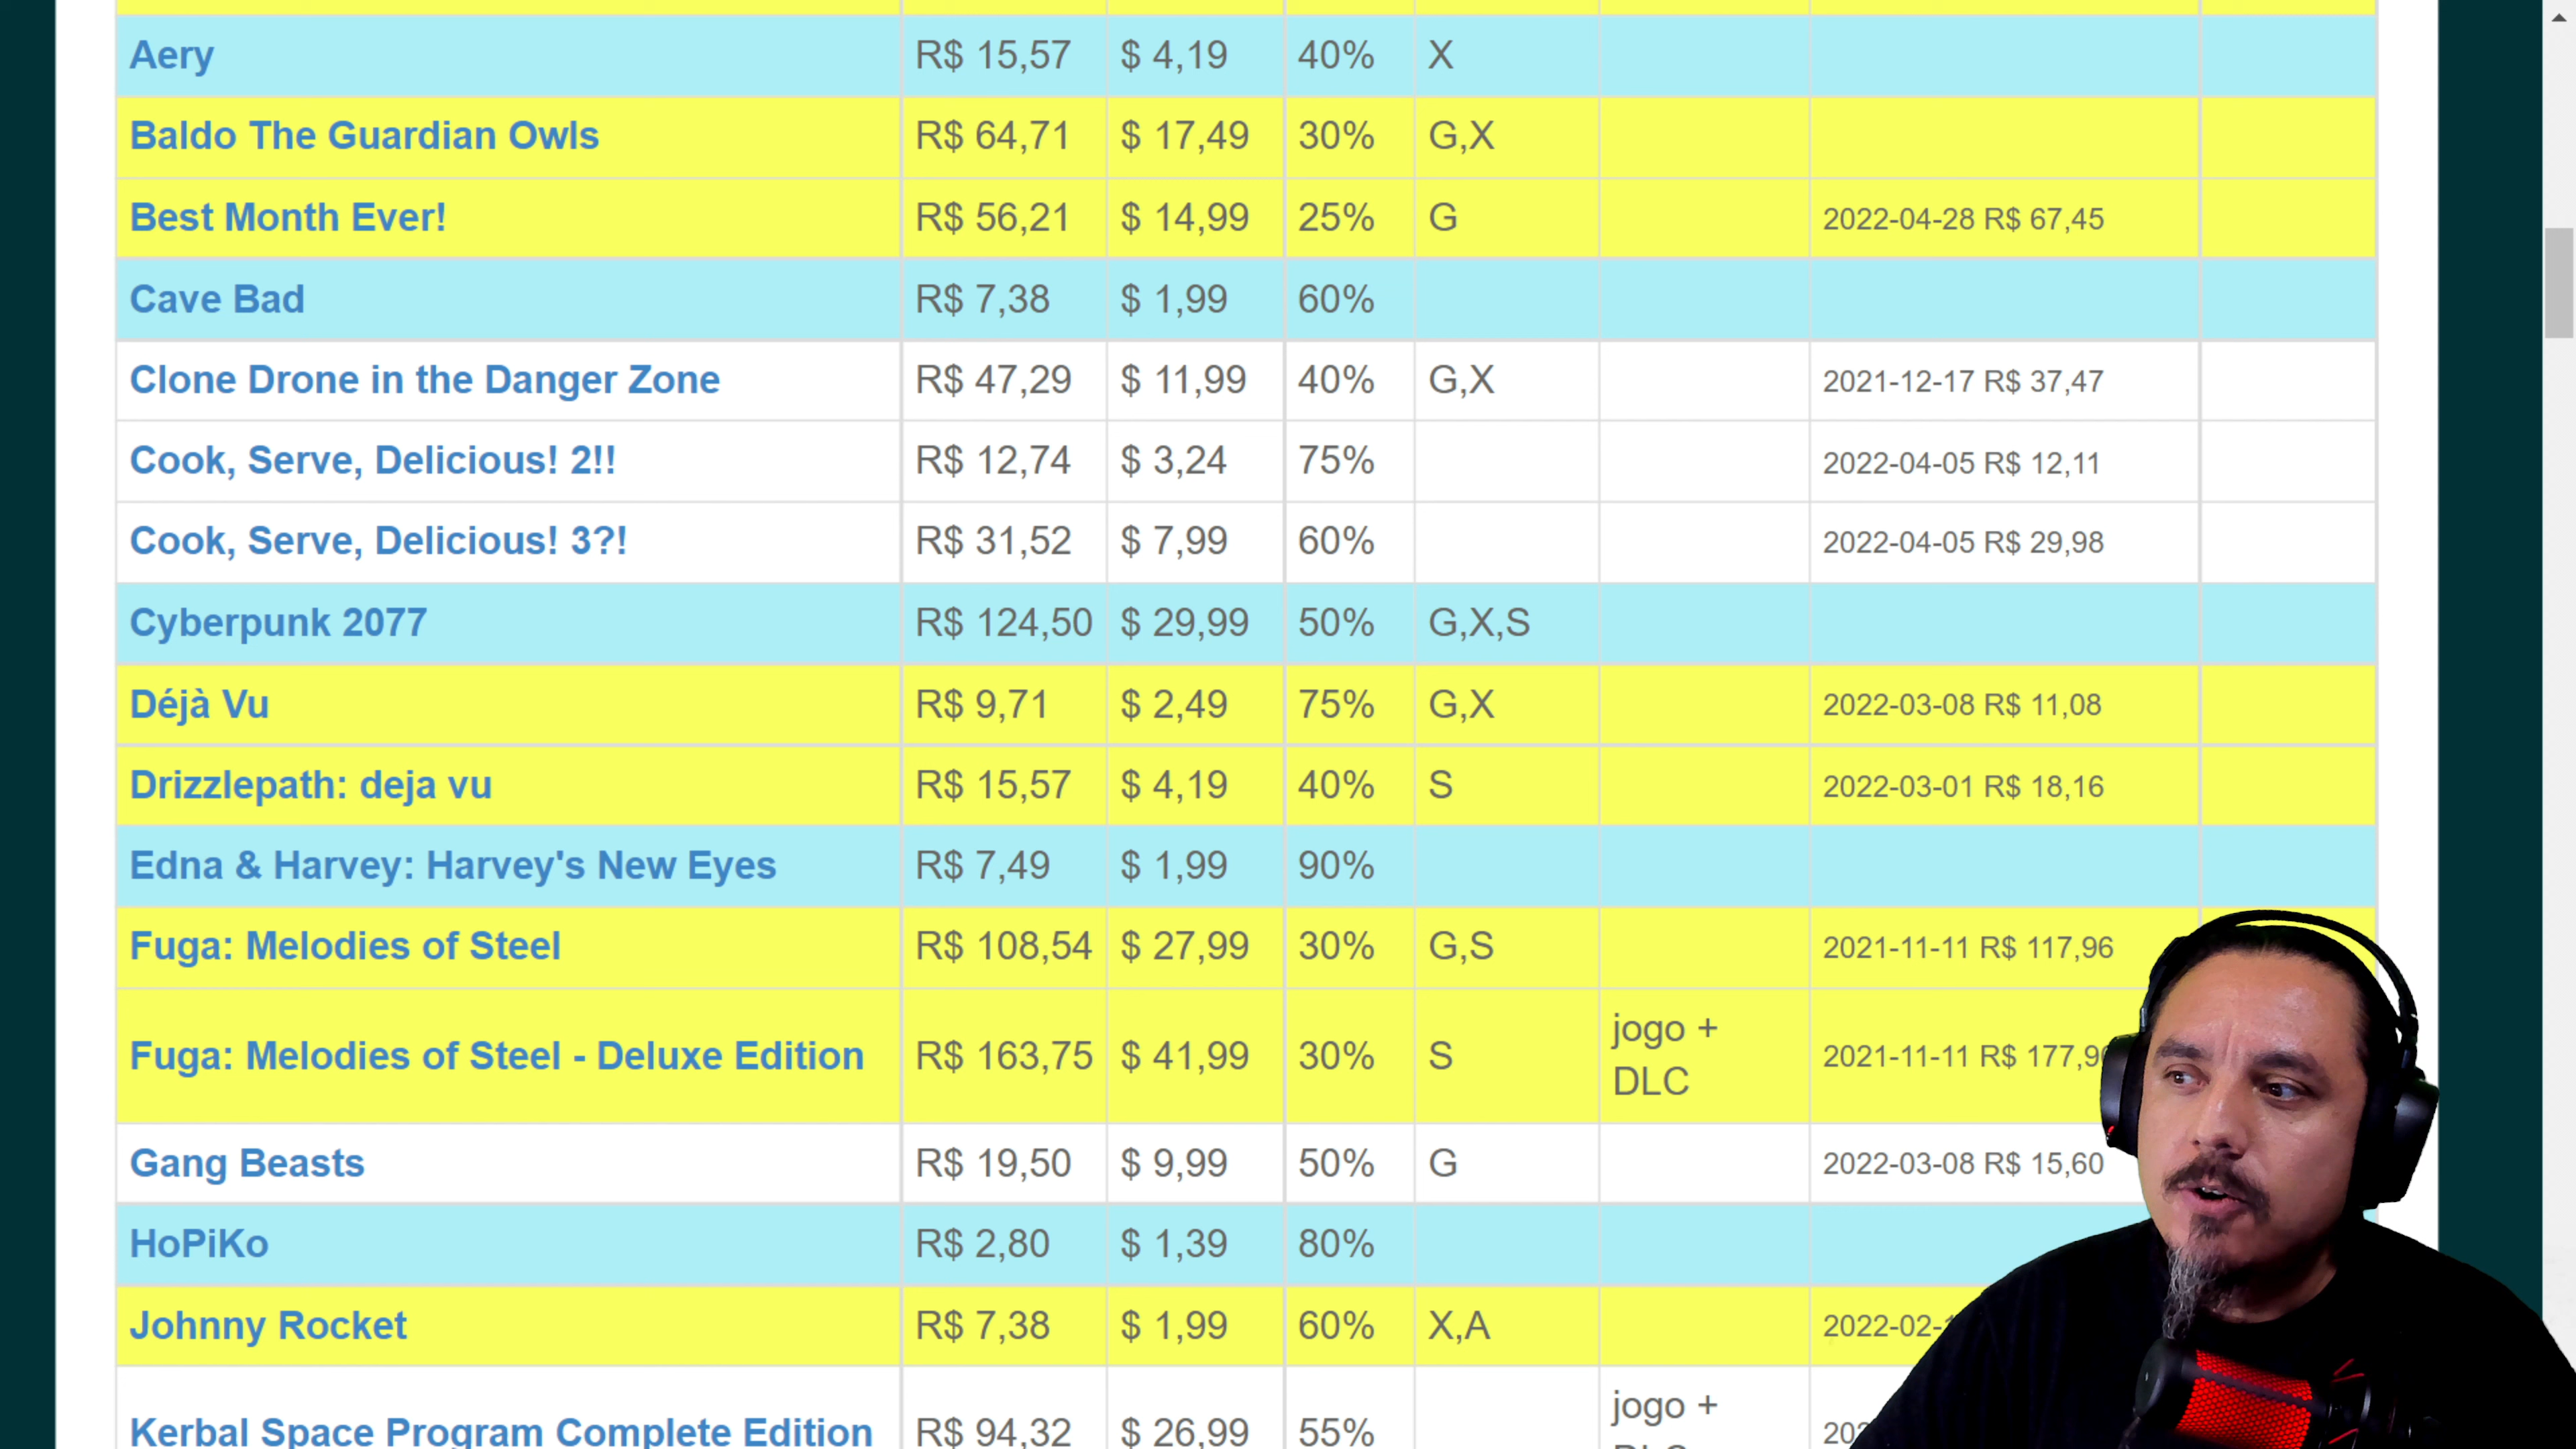 Aery R$ 15,57 $ 4,19 40% X
Baldo The Guardian Owls R$ 64,71 $ 17,49 30% G,X
Best Month Ever! R$ 56,21 $ 14,99 25% G 2022-04-28 R$ 67,45
Cave Bad R$ 7,38 $ 1,99 60%
Clone Drone in the Danger Zone R$ 47,29 $ 11,99 40% G,X 2021-12-17 R$ 37,47
Cook, Serve, Delicious! 2!! R$ 12,74 $ 3,24 75% 2022-04-05 R$ 12,11
Cook, Serve, Delicious! 3?! R$ 31,52 $ 7,99 60% 2022-04-05 R$ 29,98
Cyberpunk 2077 R$ 124,50 $ 29,99 50% G,X,S
Déjà Vu R$ 9,71 $ 2,49 75% G,X 2022-03-08 R$ 11,08
Drizzlepath: deja vu R$ 15,57 $ 4,19 40% S 2022-03-01 R$ 18,16
Edna & Harvey: Harvey's New Eyes R$ 7,49 $ 1,99 90%
Fuga: Melodies of Steel R$ 108,54 $ 27,99 30% G,S 2021-11-11 R$ 117,96
Fuga: Melodies of Steel - Deluxe Edition R$ 163,75 $ 41,99 30% S jogo + 2021-11-11 R$
DLC
Gang Beasts R$ 19,50 $ 9,99 50% G 2022-03-08 R$ 15,60
HoPiKo R$ 2,80 $ 1,39 80%
Johnny Rocket R$ 7,38 $ 1,99 60% X,A 2022-02-
jogo +
Kerbal Space Program Complete Edition R$ 94,32 $ 26,99 55%